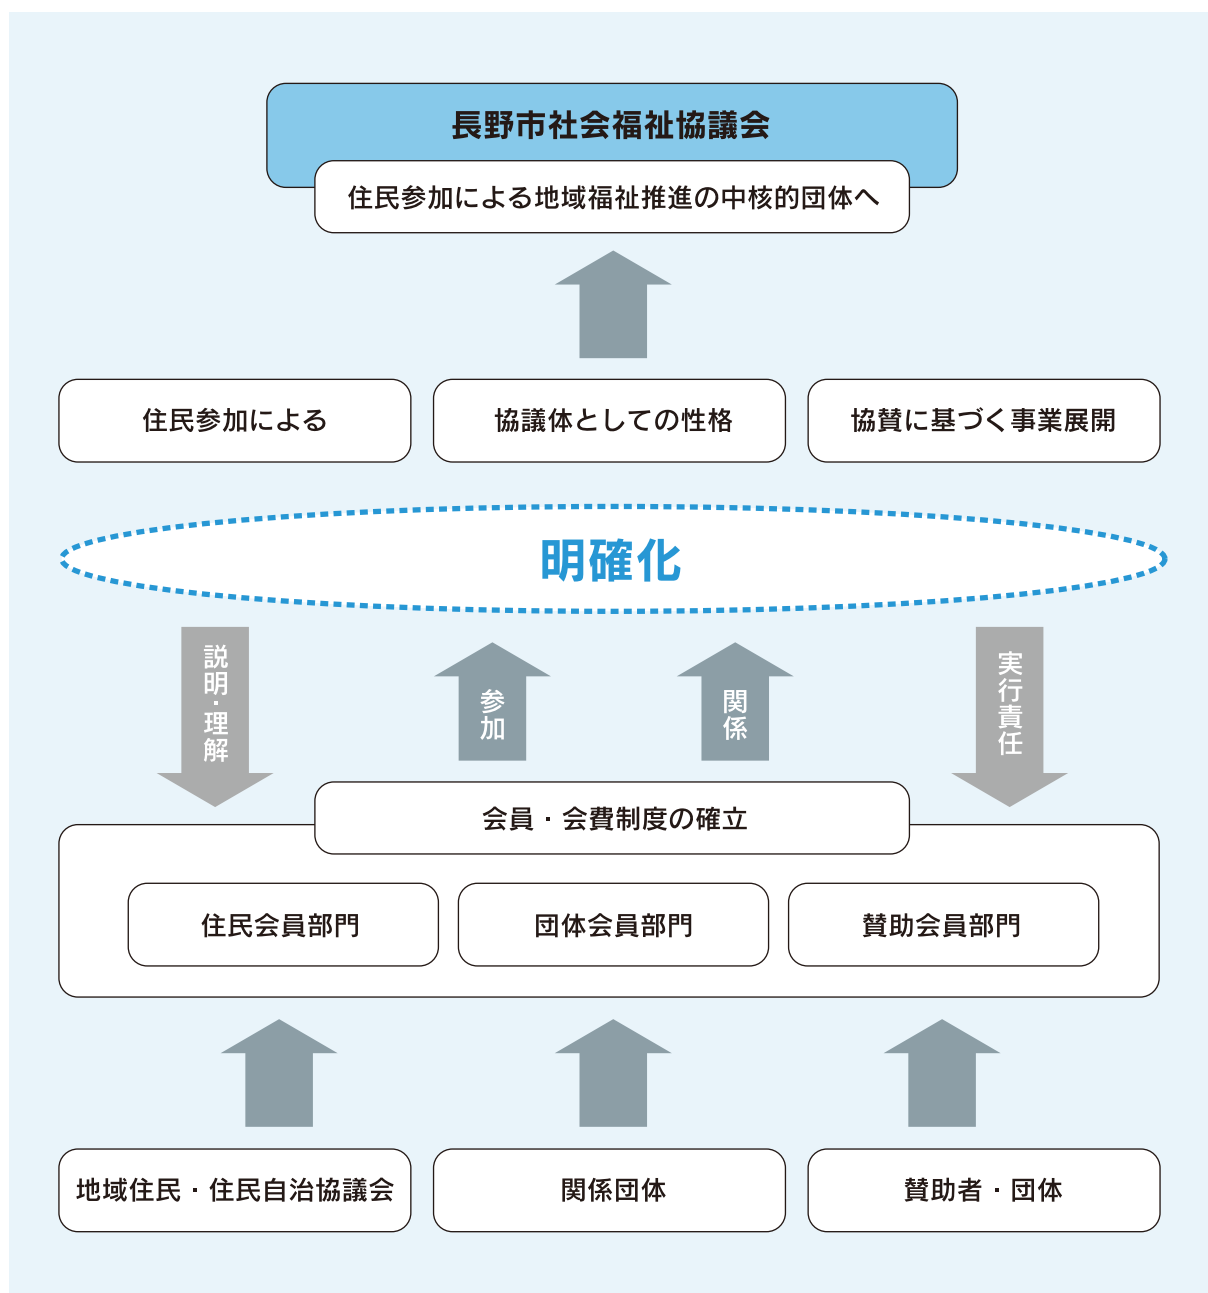 長野市社会福祉協議会
住民参加による地域福祉推進の中核的団体へ
住民参加による
協議体としての性格
協賛に基づく事業展開
明確化
説明・理解
参加
関係
実行責任
会員・会費制度の確立
住民会員部門
団体会員部門
賛助会員部門
地域住民・住民自治協議会
関係団体
賛助者・団体